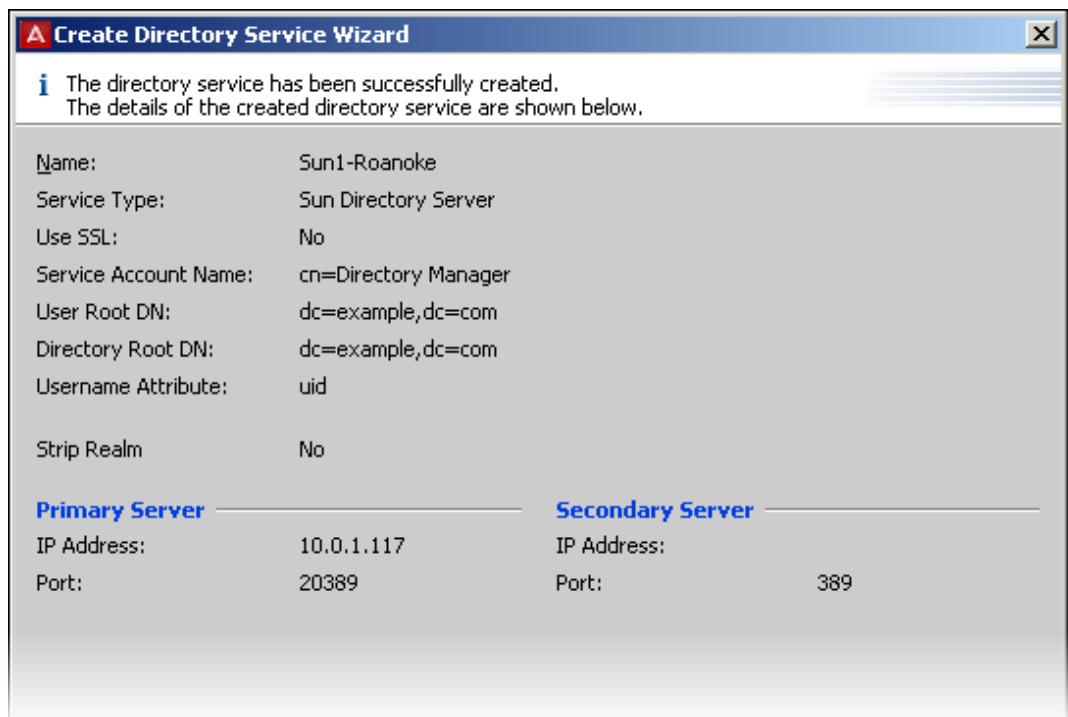 Create Directory Service Wizard
The directory service has been successfully created.
The details of the created directory service are shown below.
Name: Sun1-Roanoke
Service Type: Sun Directory Server
Use SSL: No
Service Account Name: cn=Directory Manager
User Root DN: dc=example,dc=com
Directory Root DN: dc=example,dc=com
Username Attribute: uid
Strip Realm No
Primary Server Secondary Server
IP Address: 10.0.1.117 IP Address:
Port: 20389 Port: 389